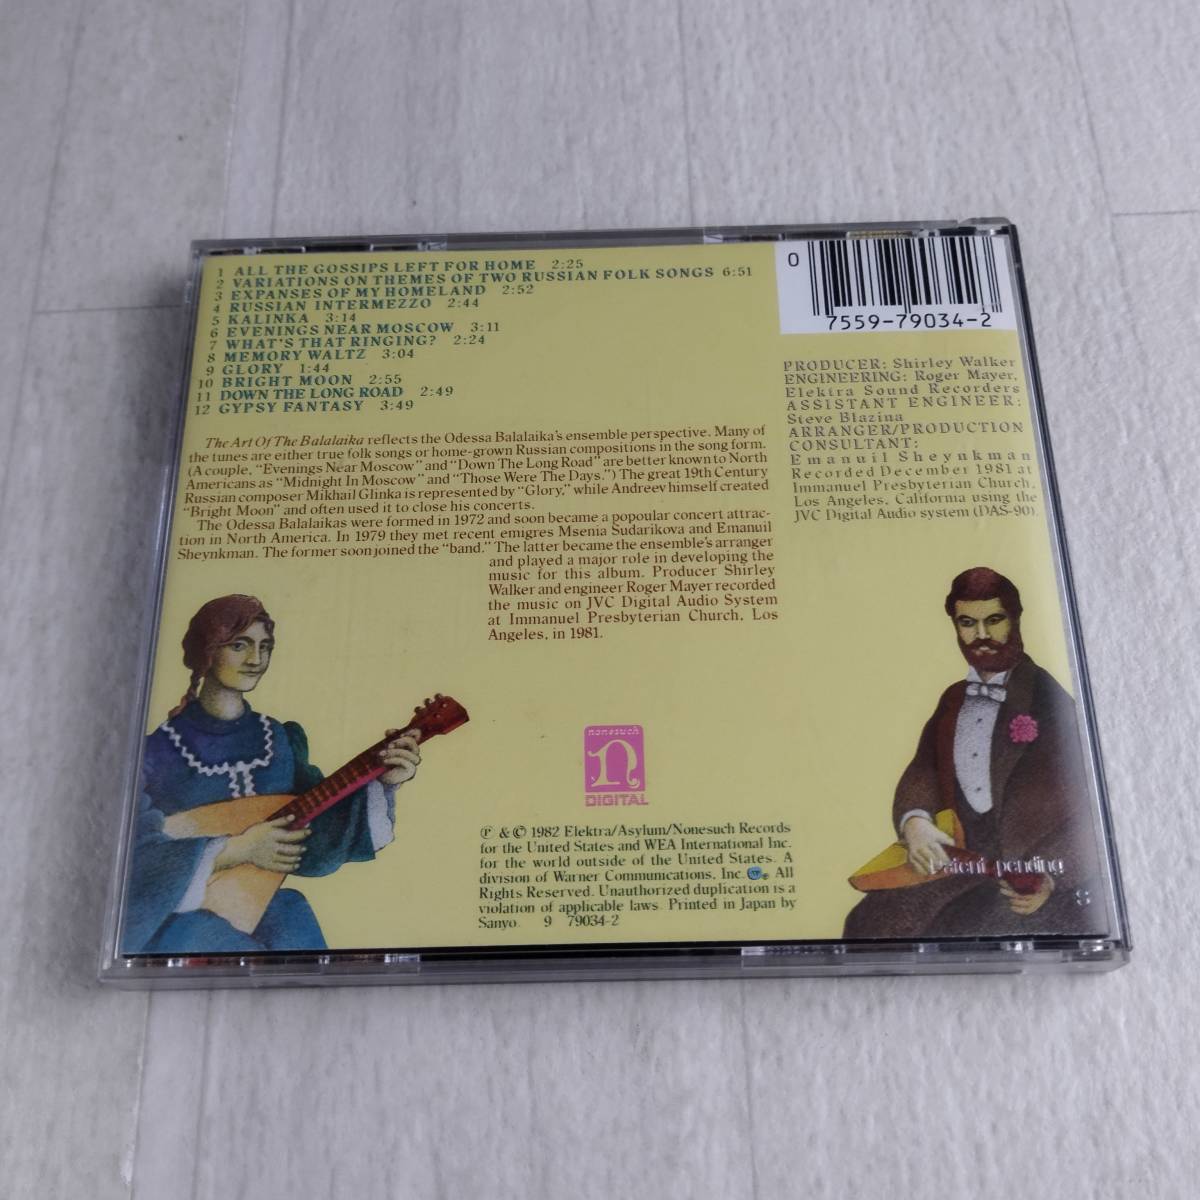 1 ALL THE GOSSIPS LEFT FOR HOME 2:25
2 VARIATIONS ON THEMES OF TWO RUSSIAN FOLK SONGS 6:51
3 EXPANSES OF MY HOMELAND 2:52
4 RUSSIAN INTERMEZZO 2:44
5 KALINKA 3:14
6 EVENINGS NEAR MOSCOW 3:11
7 WHAT'S THAT RINGING? 2:24
8 MEMORY WALTZ 3:04
9 GLORY 1:44
10 BRIGHT MOON 2:55
11 DOWN THE LONG ROAD 2:49
12 GYPSY FANTASY 3:49
The Art Of The Balalaika reflects the Odessa Balalaika's ensemble perspective. Many of
the tunes are either true folk songs or home-grown Russian compositions in the song form.
(A couple, "Evenings Near Moscow" and "Down The Long Road" are better known to North
Americans as "Midnight In Moscow" and "Those Were The Days.") The great 19th Century
Russian composer Mikhail Glinka is represented by "Glory," while Andreev himself created
"Bright Moon" and often used it to close his concerts.
The Odessa Balalaikas were formed in 1972 and soon became a popoular concert attrac-
tion in North America. In 1979 they met recent emigres Msenia Sudarikova and Emanuil
Sheynkman. The former soon joined the "band." The latter became the ensemble's arranger
and played a major role in developing the
music for this album. Producer Shirley
Walker and engineer Roger Mayer recorded
the music on JVC Digital Audio System
at Immanuel Presbyterian Church, Los
Angeles, in 1981.
0
7559-79034-2
PRODUCER: Shirley Walker
ENGINEERING: Roger Mayer,
Elektra Sound Recorders
ASSISTANT ENGINEER:
Steve Blazina
ARRANGER/PRODUCTION
CONSULTANT:
Emanuil Sheynkman
Recorded December 1981 at
Immanuel Presbyterian Church,
Los Angeles, California using the
JVC Digital Audio system (DAS-90).
nonesuch
n
DIGITAL
℗ & © 1982 Elektra/Asylum/Nonesuch Records
for the United States and WEA International Inc.
for the world outside of the United States. A
division of Warner Communications, Inc. All
Rights Reserved. Unauthorized duplication is a
violation of applicable laws. Printed in Japan by
Sanyo. 9 79034-2
Patent pending
8